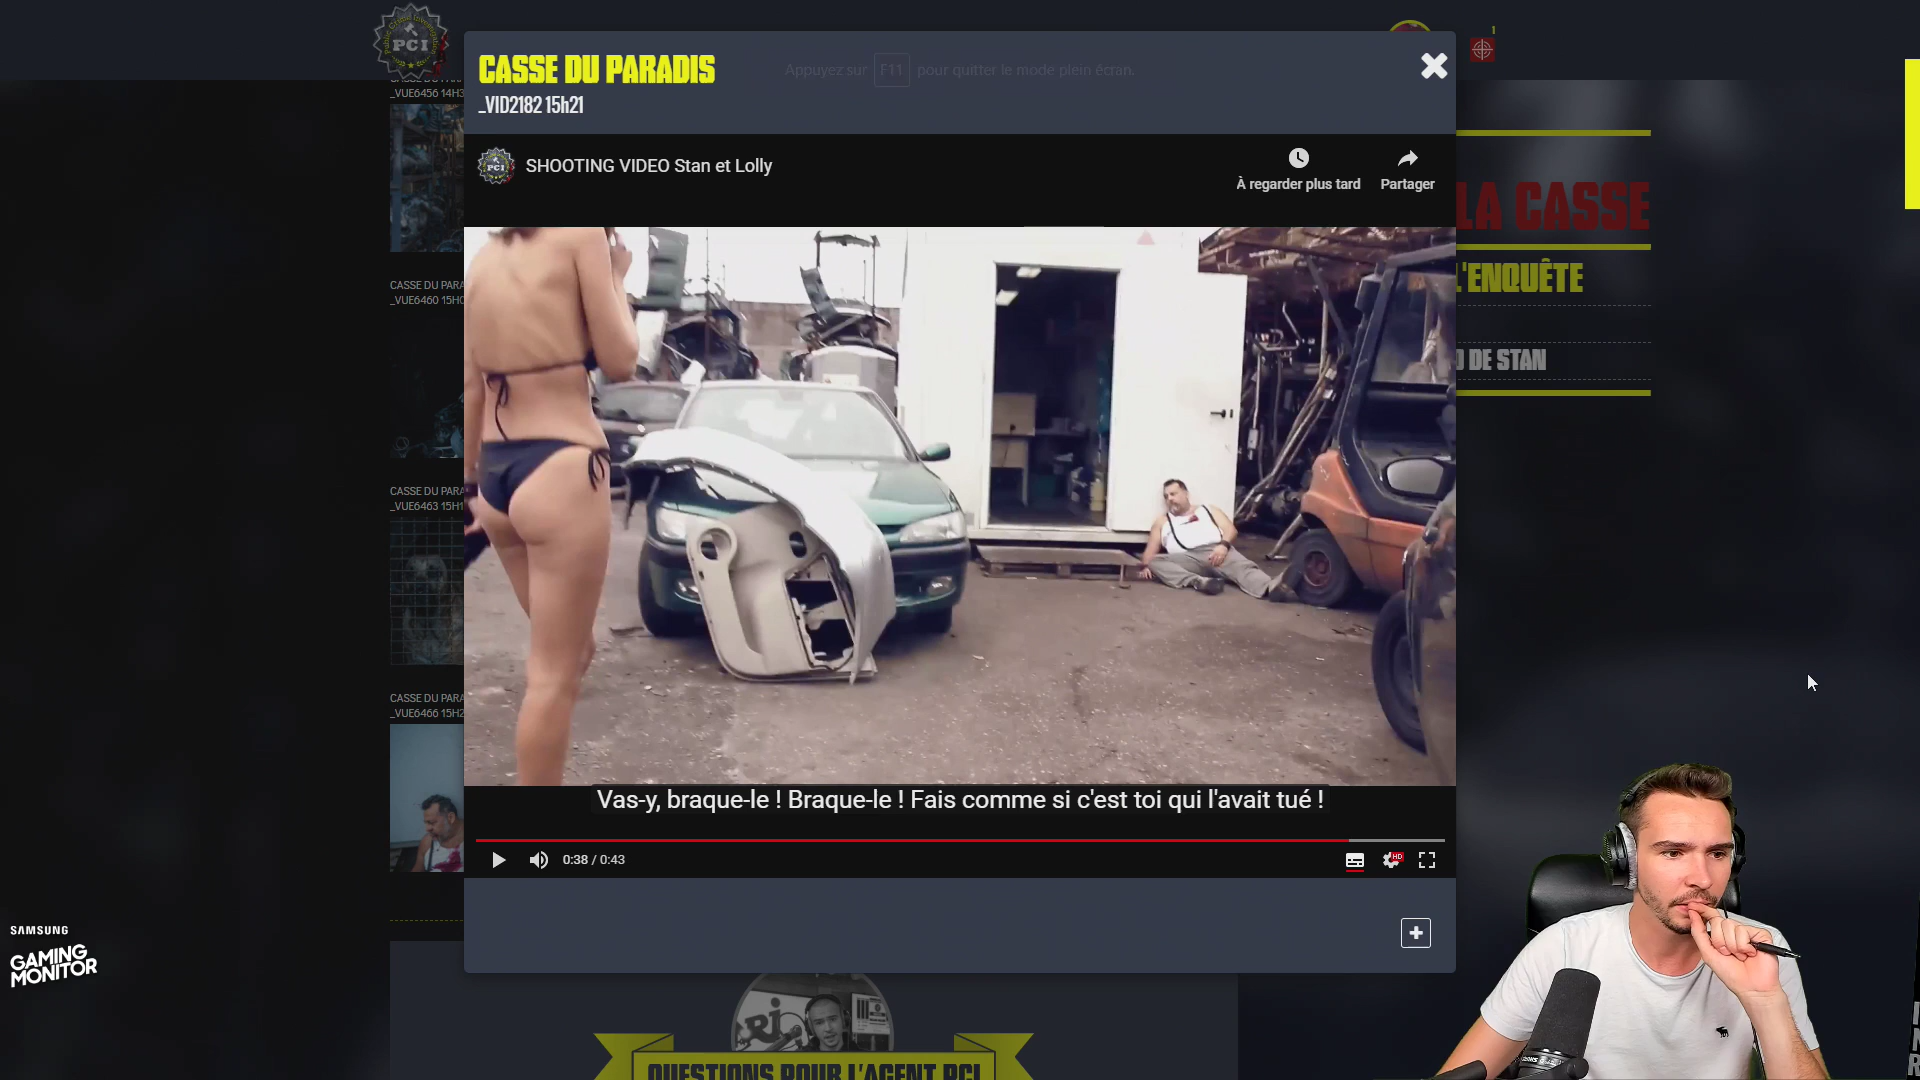 PCI
CASSE DU PARADIS
_VID2182 15h21
Appuyez sur F11 pour quitter le mode plein écran.
PCI
SHOOTING VIDEO Stan et Lolly
À regarder plus tard
Partager
_VUE6456 14H3
CASSE DU PARA
_VUE6460 15H0
CASSE DU PARA
_VUE6463 15H1
CASSE DU PARA
_VUE6466 15H2
LA CASSE
L'ENQUÊTE
DE STAN
Vas-y, braque-le ! Braque-le ! Fais comme si c'est toi qui l'avait tué !
0:38 / 0:43
HD
SAMSUNG
GAMING
MONITOR
QUESTIONS POUR L'AGENT PCI